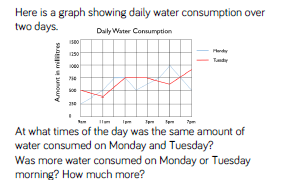 Here is a graph showing daily water consumption over
two days.
Daily Water Consumption
Amount in millilitres
1500
1250
1000
750
500
250
0
Monday
Tuesday
9am 11am 1pm 3pm 5pm 7pm
At what times of the day was the same amount of
water consumed on Monday and Tuesday?
Was more water consumed on Monday or Tuesday
morning? How much more?